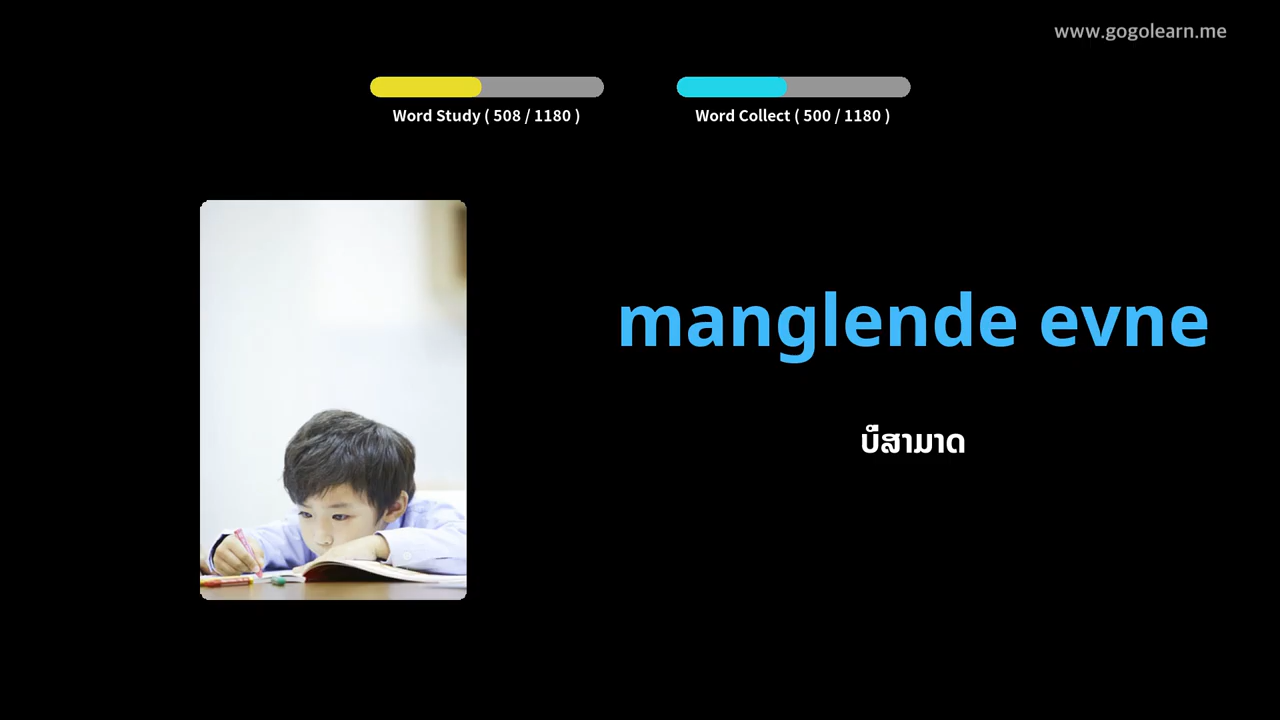 www.gogolearn.me
Word Study ( 508 / 1180 )
Word Collect ( 500 / 1180 )
manglende evne
ບໍ່ສາມາດ